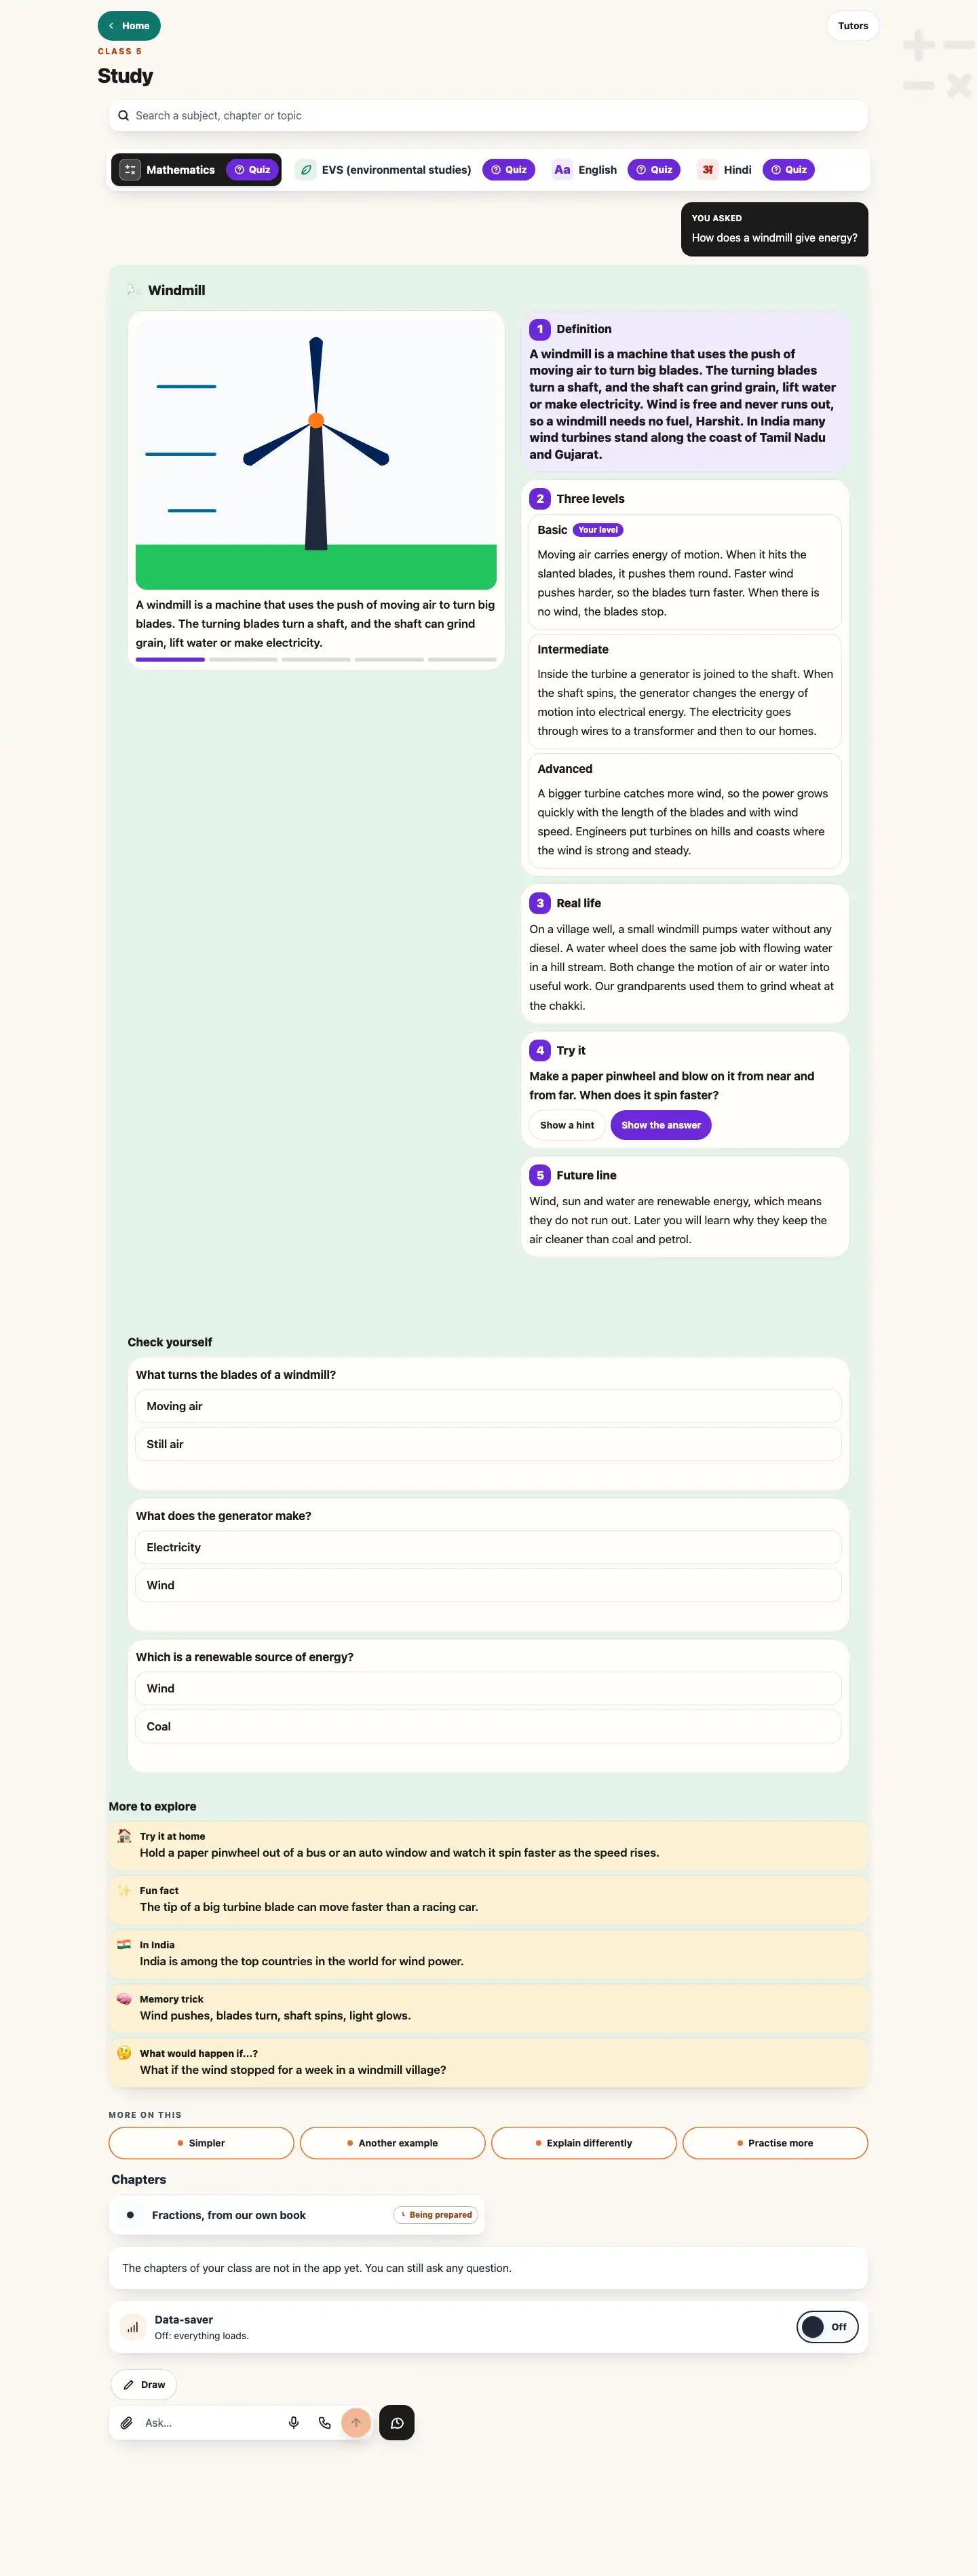 Home
Tutors
CLASS 5
Study
Search a subject, chapter or topic
Mathematics
Quiz
EVS (environmental studies)
Quiz
Aa
English
Quiz
अ
Hindi
Quiz
YOU ASKED
How does a windmill give energy?
Windmill
A windmill is a machine that uses the push of moving air to turn big
blades. The turning blades turn a shaft, and the shaft can grind
grain, lift water or make electricity.
1 Definition
A windmill is a machine that uses the push of
moving air to turn big blades. The turning blades
turn a shaft, and the shaft can grind grain, lift water
or make electricity. Wind is free and never runs out,
so a windmill needs no fuel, Harshit. In India many
wind turbines stand along the coast of Tamil Nadu
and Gujarat.
2 Three levels
Basic Your level
Moving air carries energy of motion. When it hits the
slanted blades, it pushes them round. Faster wind
pushes harder, so the blades turn faster. When there is
no wind, the blades stop.
Intermediate
Inside the turbine a generator is joined to the shaft. When
the shaft spins, the generator changes the energy of
motion into electrical energy. The electricity goes
through wires to a transformer and then to our homes.
Advanced
A bigger turbine catches more wind, so the power grows
quickly with the length of the blades and with wind
speed. Engineers put turbines on hills and coasts where
the wind is strong and steady.
3 Real life
On a village well, a small windmill pumps water without any
diesel. A water wheel does the same job with flowing water
in a hill stream. Both change the motion of air or water into
useful work. Our grandparents used them to grind wheat at
the chakki.
4 Try it
Make a paper pinwheel and blow on it from near and
from far. When does it spin faster?
Show a hint
Show the answer
5 Future line
Wind, sun and water are renewable energy, which means
they do not run out. Later you will learn why they keep the
air cleaner than coal and petrol.
Check yourself
What turns the blades of a windmill?
Moving air
Still air
What does the generator make?
Electricity
Wind
Which is a renewable source of energy?
Wind
Coal
More to explore
Try it at home
Hold a paper pinwheel out of a bus or an auto window and watch it spin faster as the speed rises.
Fun fact
The tip of a big turbine blade can move faster than a racing car.
In India
India is among the top countries in the world for wind power.
Memory trick
Wind pushes, blades turn, shaft spins, light glows.
What would happen if...?
What if the wind stopped for a week in a windmill village?
MORE ON THIS
Simpler
Another example
Explain differently
Practise more
Chapters
Fractions, from our own book
Being prepared
The chapters of your class are not in the app yet. You can still ask any question.
Data-saver
Off: everything loads.
Off
Draw
Ask...